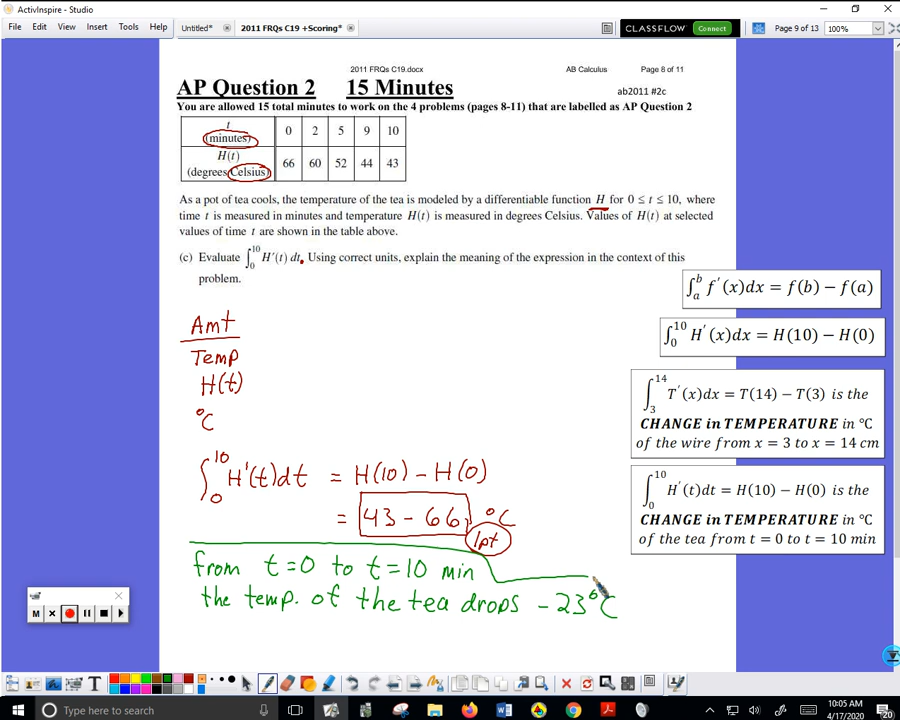 ActivInspire - Studio
File Edit View Insert Tools Help
Untitled*
2011 FRQs C19 +Scoring*
CLASSFLOW Connect
Page 9 of 13
100%
2011 FRQs C19.docx AB Calculus Page 8 of 11
AP Question 2 15 Minutes
ab2011 #2c
You are allowed 15 total minutes to work on the 4 problems (pages 8-11) that are labelled as AP Question 2
t (minutes) 0 2 5 9 10
H(t) (degrees Celsius) 66 60 52 44 43
As a pot of tea cools, the temperature of the tea is modeled by a differentiable function H for 0 ≤ t ≤ 10, where
time t is measured in minutes and temperature H(t) is measured in degrees Celsius. Values of H(t) at selected
values of time t are shown in the table above.
(c) Evaluate ∫₀¹⁰ H′(t) dt. Using correct units, explain the meaning of the expression in the context of this
problem.
∫ₐᵇ f′(x)dx = f(b) − f(a)
∫₀¹⁰ H′(x)dx = H(10) − H(0)
∫₃¹⁴ T′(x)dx = T(14) − T(3) is the
CHANGE in TEMPERATURE in °C
of the wire from x = 3 to x = 14 cm
∫₀¹⁰ H′(t)dt = H(10) − H(0) is the
CHANGE in TEMPERATURE in °C
of the tea from t = 0 to t = 10 min
Amt
Temp
H(t)
°C
∫₀¹⁰ H′(t)dt = H(10) − H(0)
= 43 − 66, °C
1pt
from t=0 to t=10 min
the temp. of the tea drops −23°C
M
Type here to search
10:05 AM
4/17/2020
20